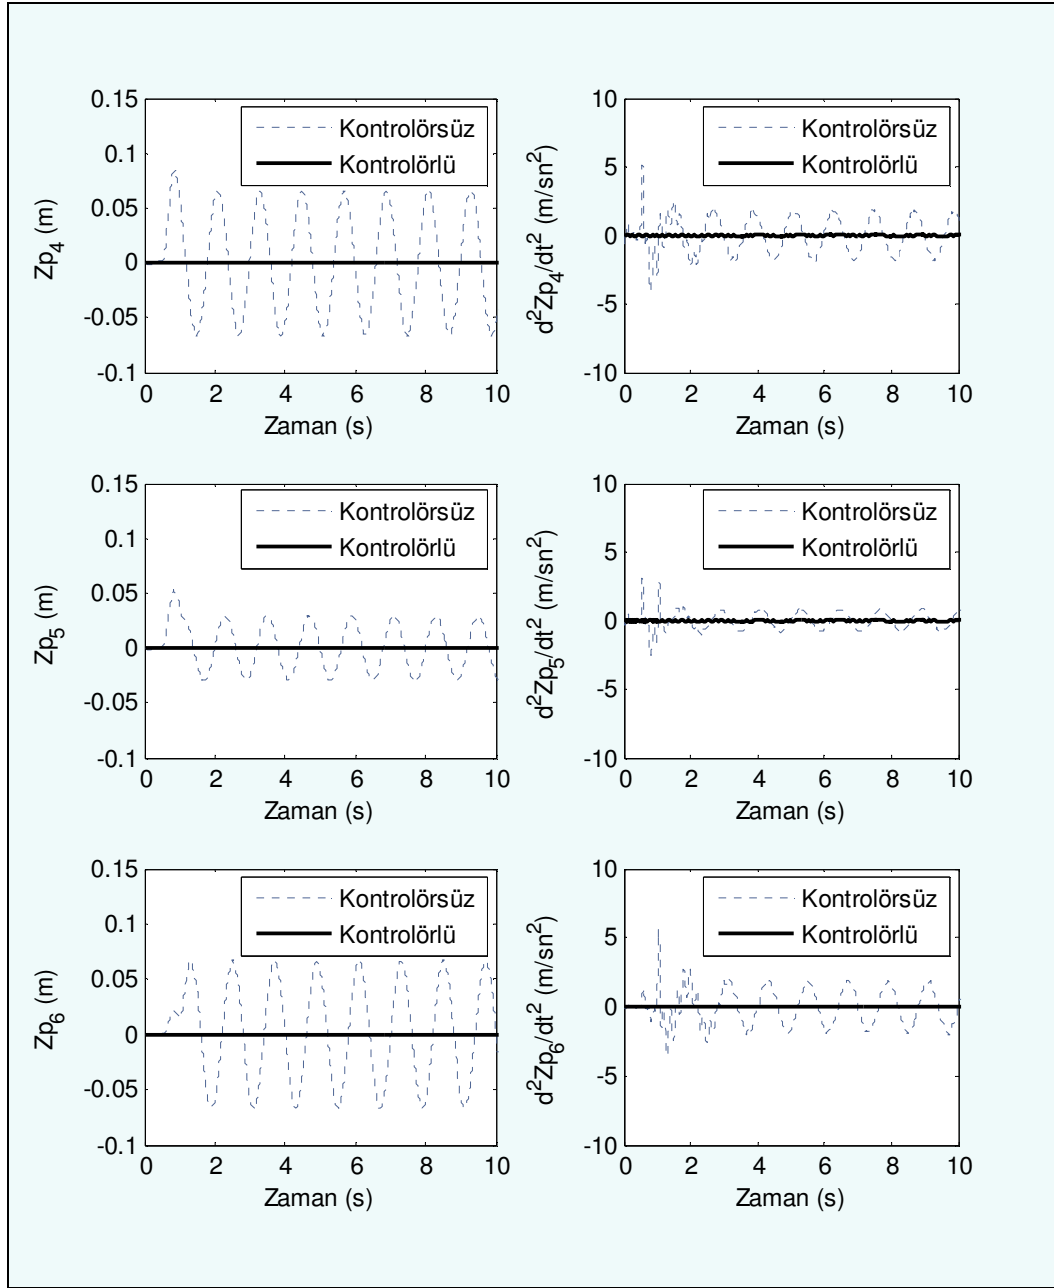 0.15
0.1
0.05
0
-0.05
-0.1
0 2 4 6 8 10
Zaman (s)
Zp4 (m)
Kontrolörsüz
Kontrolörlü
10
5
0
-5
-10
0 2 4 6 8 10
Zaman (s)
d²Zp4/dt² (m/sn²)
Kontrolörsüz
Kontrolörlü
0.15
0.1
0.05
0
-0.05
-0.1
0 2 4 6 8 10
Zaman (s)
Zp5 (m)
Kontrolörsüz
Kontrolörlü
10
5
0
-5
-10
0 2 4 6 8 10
Zaman (s)
d²Zp5/dt² (m/sn²)
Kontrolörsüz
Kontrolörlü
0.15
0.1
0.05
0
-0.05
-0.1
0 2 4 6 8 10
Zaman (s)
Zp6 (m)
Kontrolörsüz
Kontrolörlü
10
5
0
-5
-10
0 2 4 6 8 10
Zaman (s)
d²Zp6/dt² (m/sn²)
Kontrolörsüz
Kontrolörlü